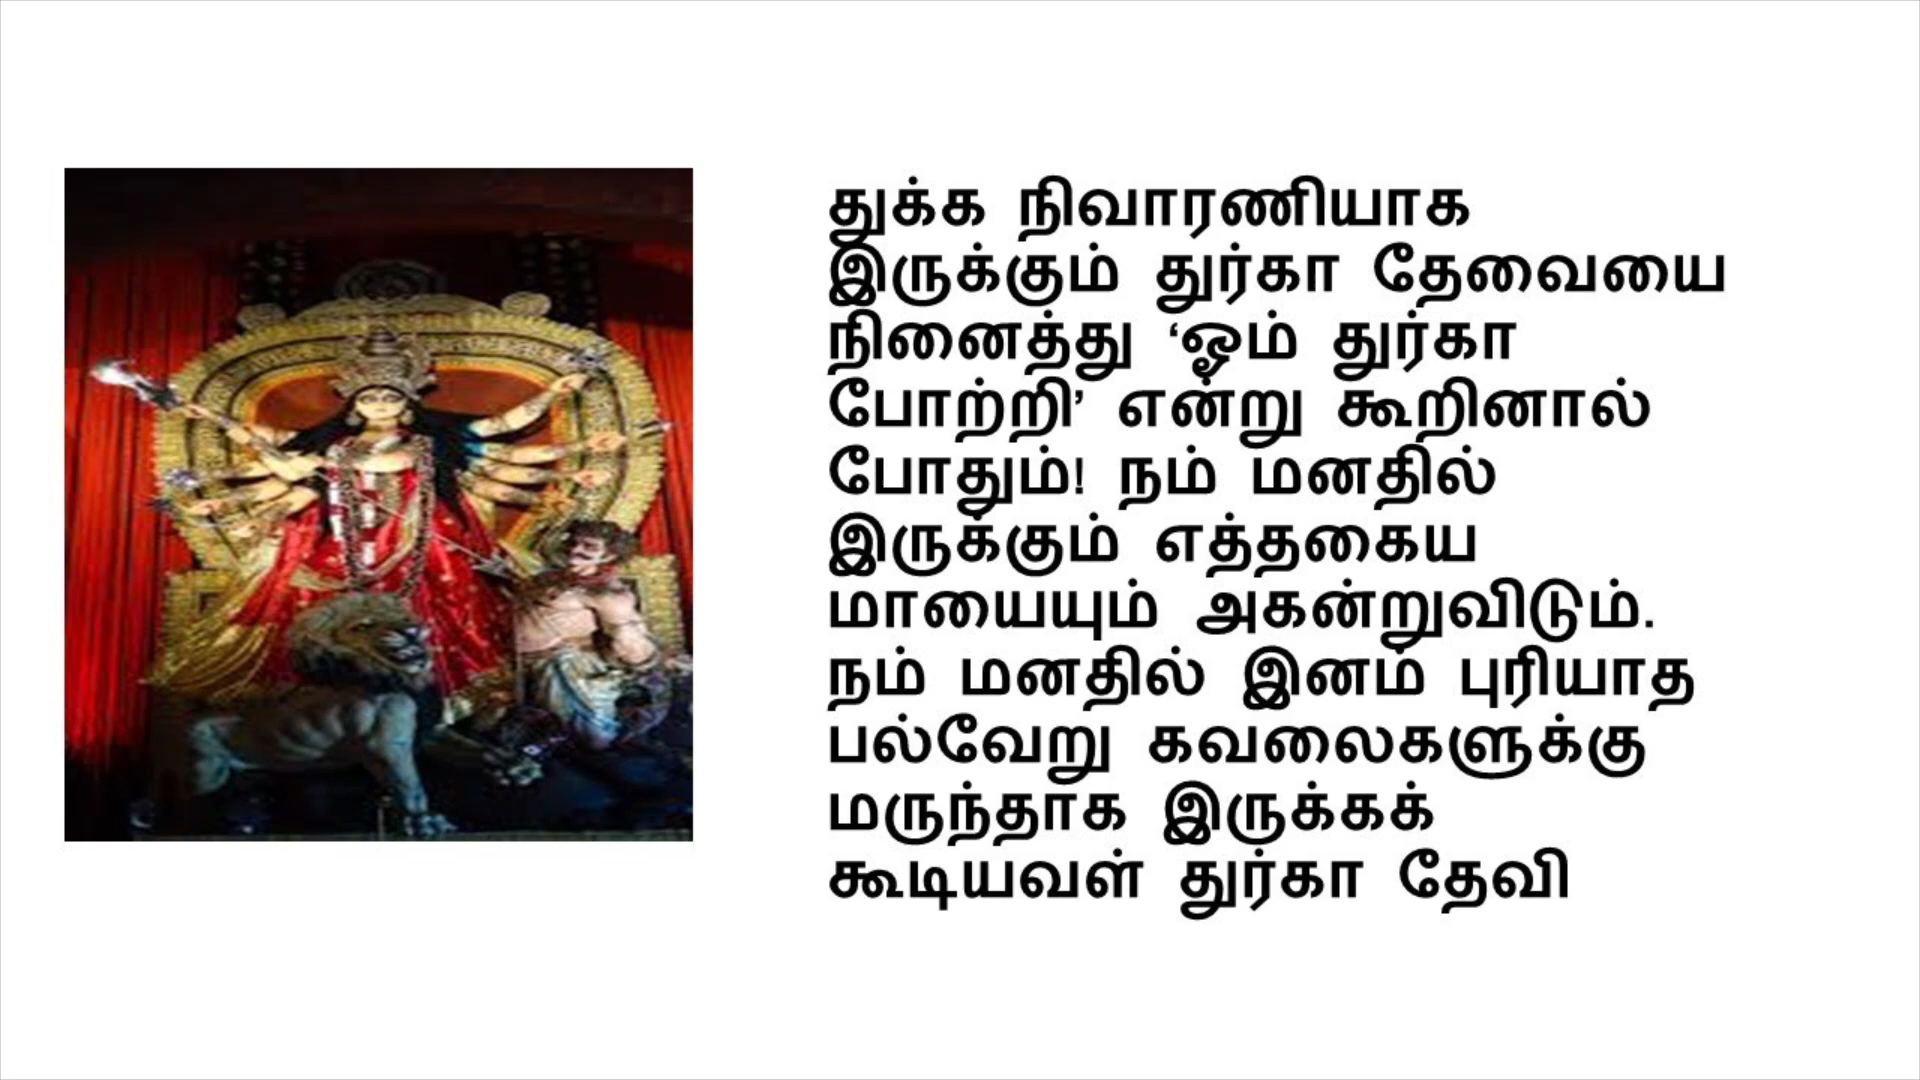 துக்க நிவாரணியாக
இருக்கும் துர்கா தேவையை
நினைத்து ‘ஓம் துர்கா
போற்றி’ என்று கூறினால்
போதும்! நம் மனதில்
இருக்கும் எத்தகைய
மாயையும் அகன்றுவிடும்.
நம் மனதில் இனம் புரியாத
பல்வேறு கவலைகளுக்கு
மருந்தாக இருக்கக்
கூடியவள் துர்கா தேவி